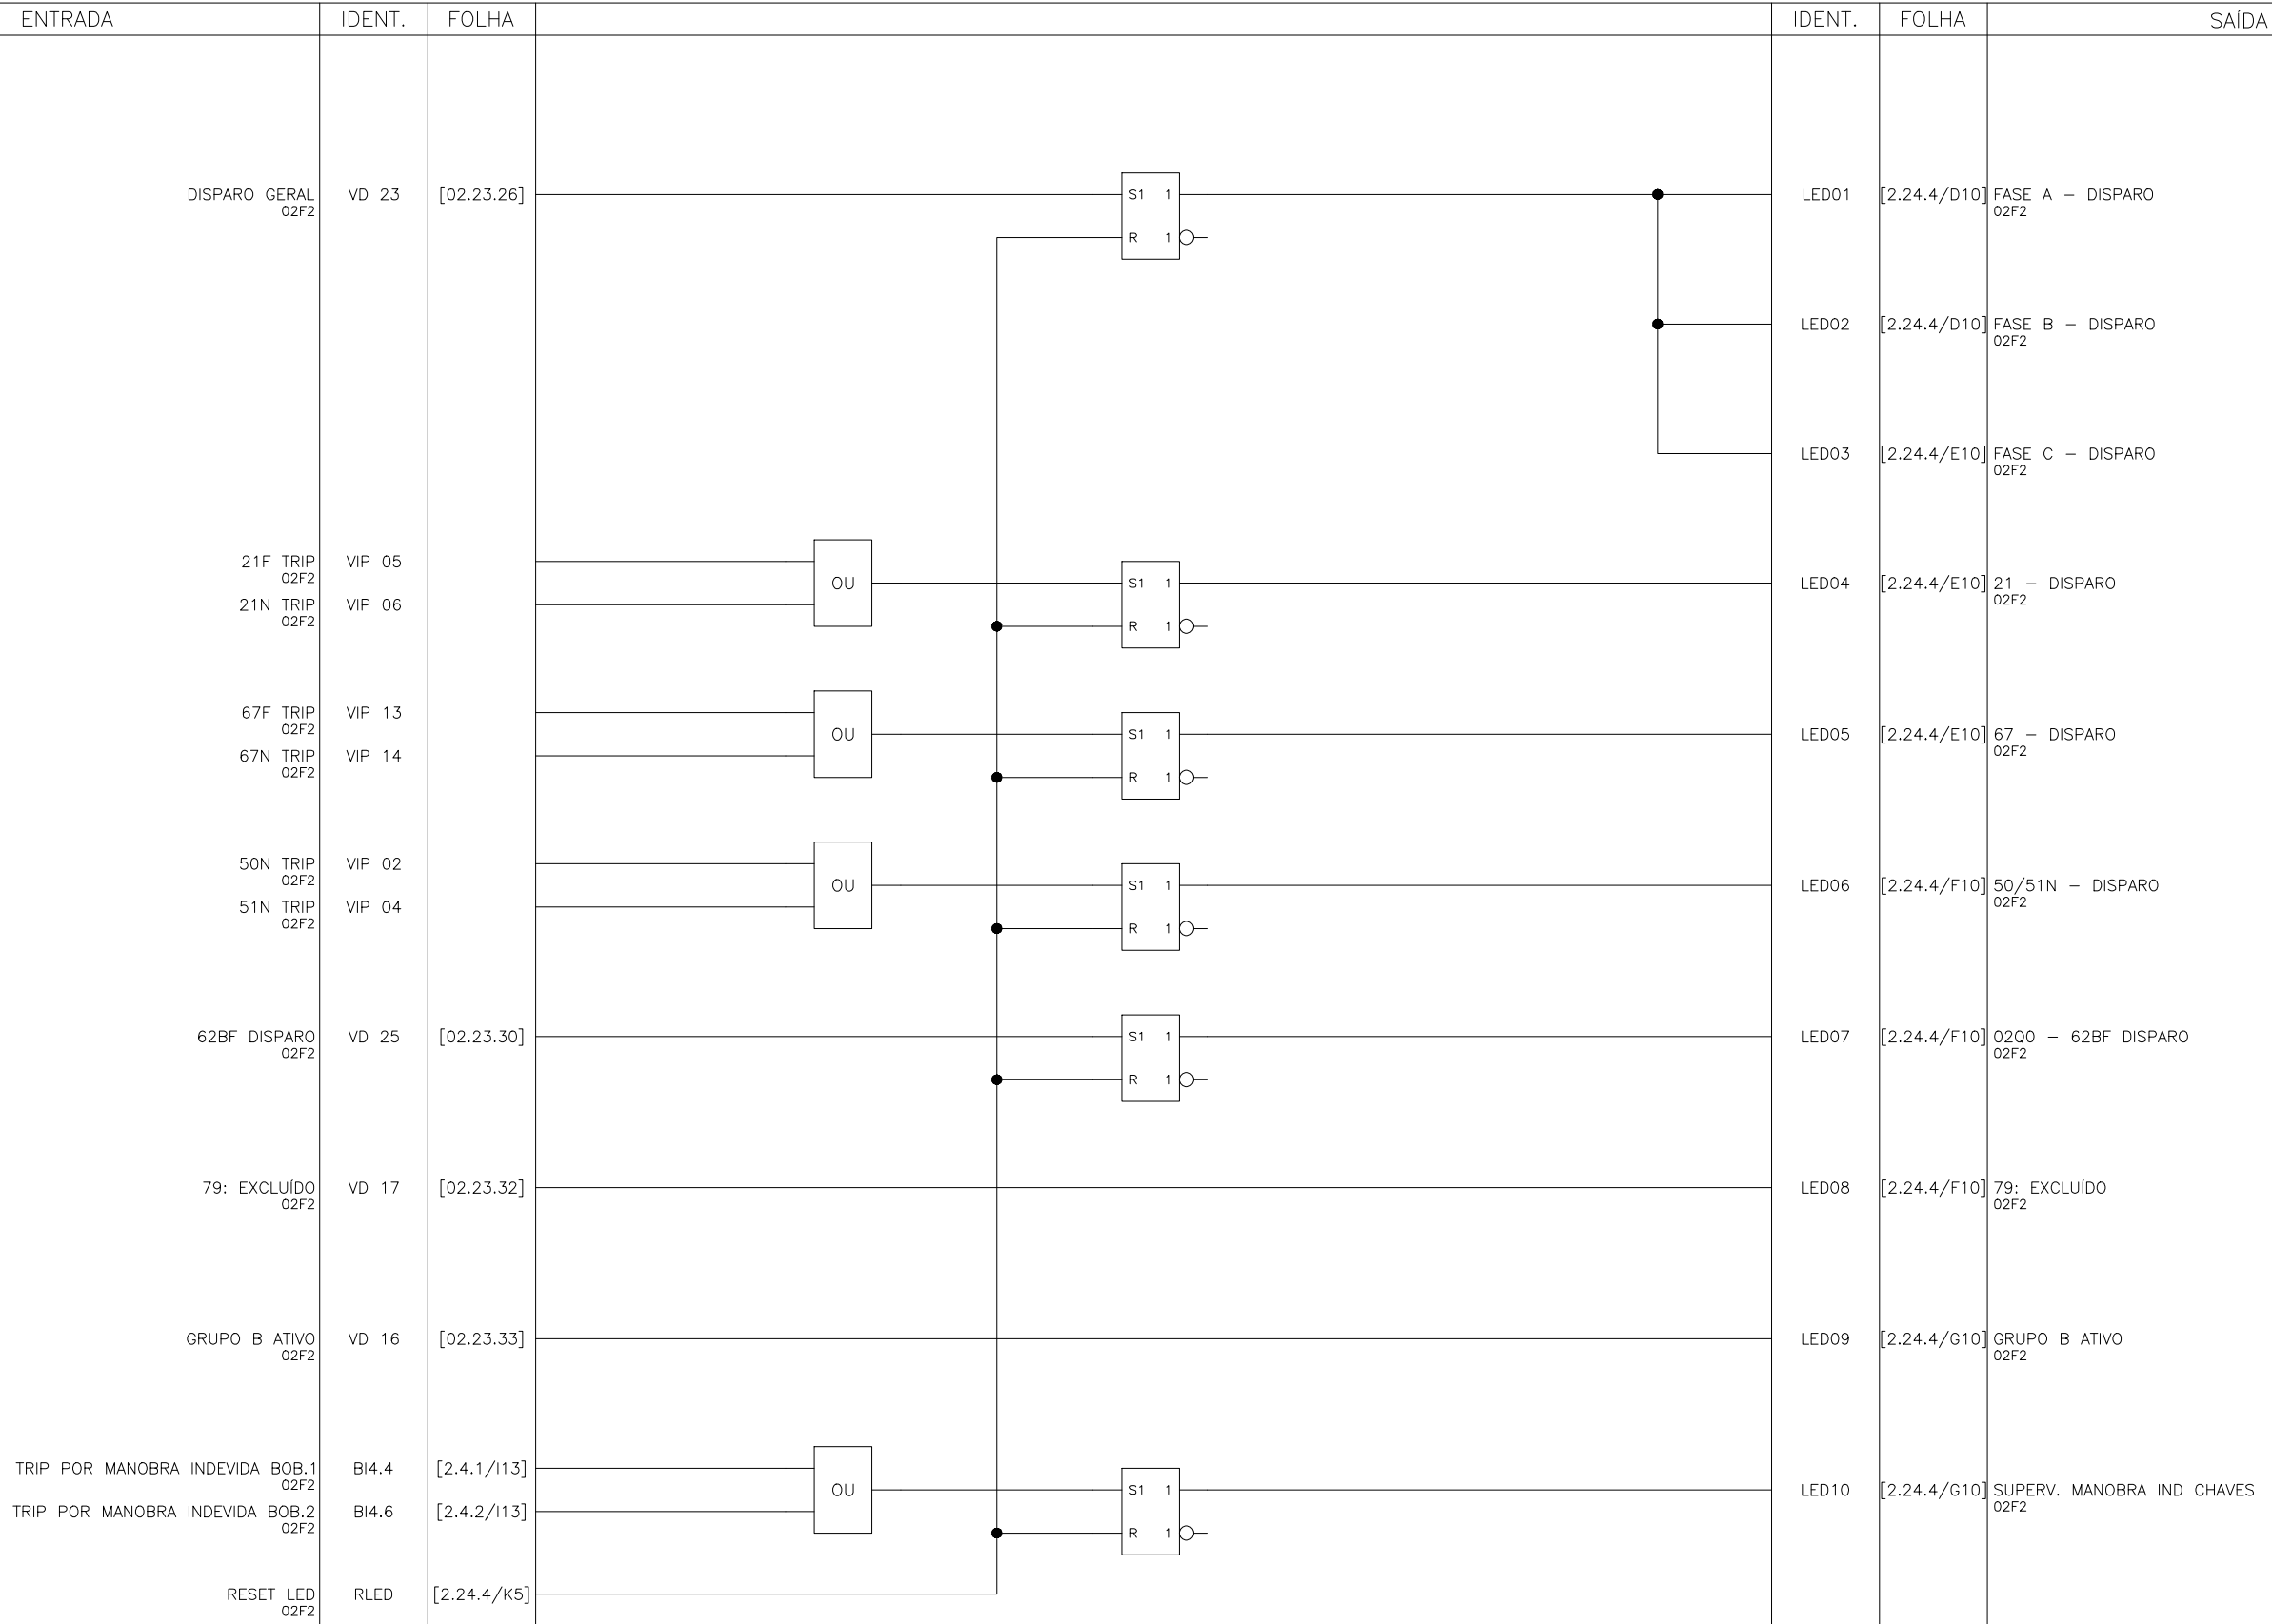 ENTRADA IDENT. FOLHA IDENT. FOLHA SAÍDA
DISPARO GERAL VD 23 [02.23.26] S1 1 LED01 [2.24.4/D10] FASE A – DISPARO
02F2 02F2
R 1
LED02 [2.24.4/D10] FASE B – DISPARO
02F2
LED03 [2.24.4/E10] FASE C – DISPARO
02F2
21F TRIP VIP 05
02F2
OU S1 1 LED04 [2.24.4/E10] 21 – DISPARO
02F2
21N TRIP VIP 06
02F2
R 1
67F TRIP VIP 13
02F2
OU S1 1 LED05 [2.24.4/E10] 67 – DISPARO
02F2
67N TRIP VIP 14
02F2
R 1
50N TRIP VIP 02
02F2
OU S1 1 LED06 [2.24.4/F10] 50/51N – DISPARO
02F2
51N TRIP VIP 04
02F2
R 1
62BF DISPARO VD 25 [02.23.30] S1 1 LED07 [2.24.4/F10] 02Q0 – 62BF DISPARO
02F2 02F2
R 1
79: EXCLUÍDO VD 17 [02.23.32] LED08 [2.24.4/F10] 79: EXCLUÍDO
02F2 02F2
GRUPO B ATIVO VD 16 [02.23.33] LED09 [2.24.4/G10] GRUPO B ATIVO
02F2 02F2
TRIP POR MANOBRA INDEVIDA BOB.1 BI4.4 [2.4.1/I13]
02F2
OU S1 1 LED10 [2.24.4/G10] SUPERV. MANOBRA IND CHAVES
02F2
TRIP POR MANOBRA INDEVIDA BOB.2 BI4.6 [2.4.2/I13]
02F2
R 1
RESET LED RLED [2.24.4/K5]
02F2